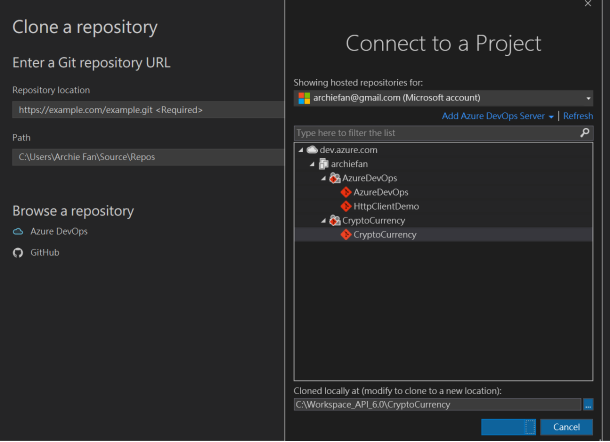 Clone a repository
Enter a Git repository URL
Repository location
https://example.com/example.git <Required>
Path
C:\Users\Archie Fan\Source\Repos
Browse a repository
Azure DevOps
GitHub
Connect to a Project
Showing hosted repositories for:
archiefan@gmail.com (Microsoft account)
Add Azure DevOps Server | Refresh
Type here to filter the list
dev.azure.com
archiefan
AzureDevOps
AzureDevOps
HttpClientDemo
CryptoCurrency
CryptoCurrency
Cloned locally at (modify to clone to a new location):
C:\Workspace_API_6.0\CryptoCurrency
...
Cancel